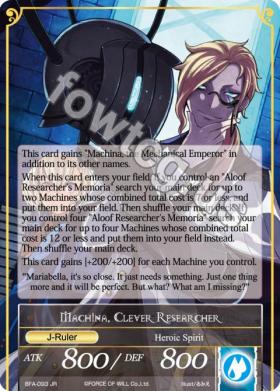 This card gains "Machina, the Mechanical Emperor" in
addition to its other names.
When this card enters your field, if you control an "Aloof
Researcher's Memoria" search your main deck for up to
two Machines whose combined total cost is or less and
put them into your field. Then shuffle your main deck. If
you control four "Aloof Researcher's Memoria" search your
main deck for up to four Machines whose combined total
cost is 12 or less and put them into your field instead.
Then shuffle your main deck.
This card gains [+200/+200] for each Machine you control.
"Mariabella, it's so close. It just needs something. Just one thing
more and it will be perfect. But what? What am I missing?"
Machina, Clever Researcher
J-Ruler
Heroic Spirit
ATK 800 / DEF 800
BFA-093 JR
©FORCE OF WILL Co.,Ltd.
Illust/